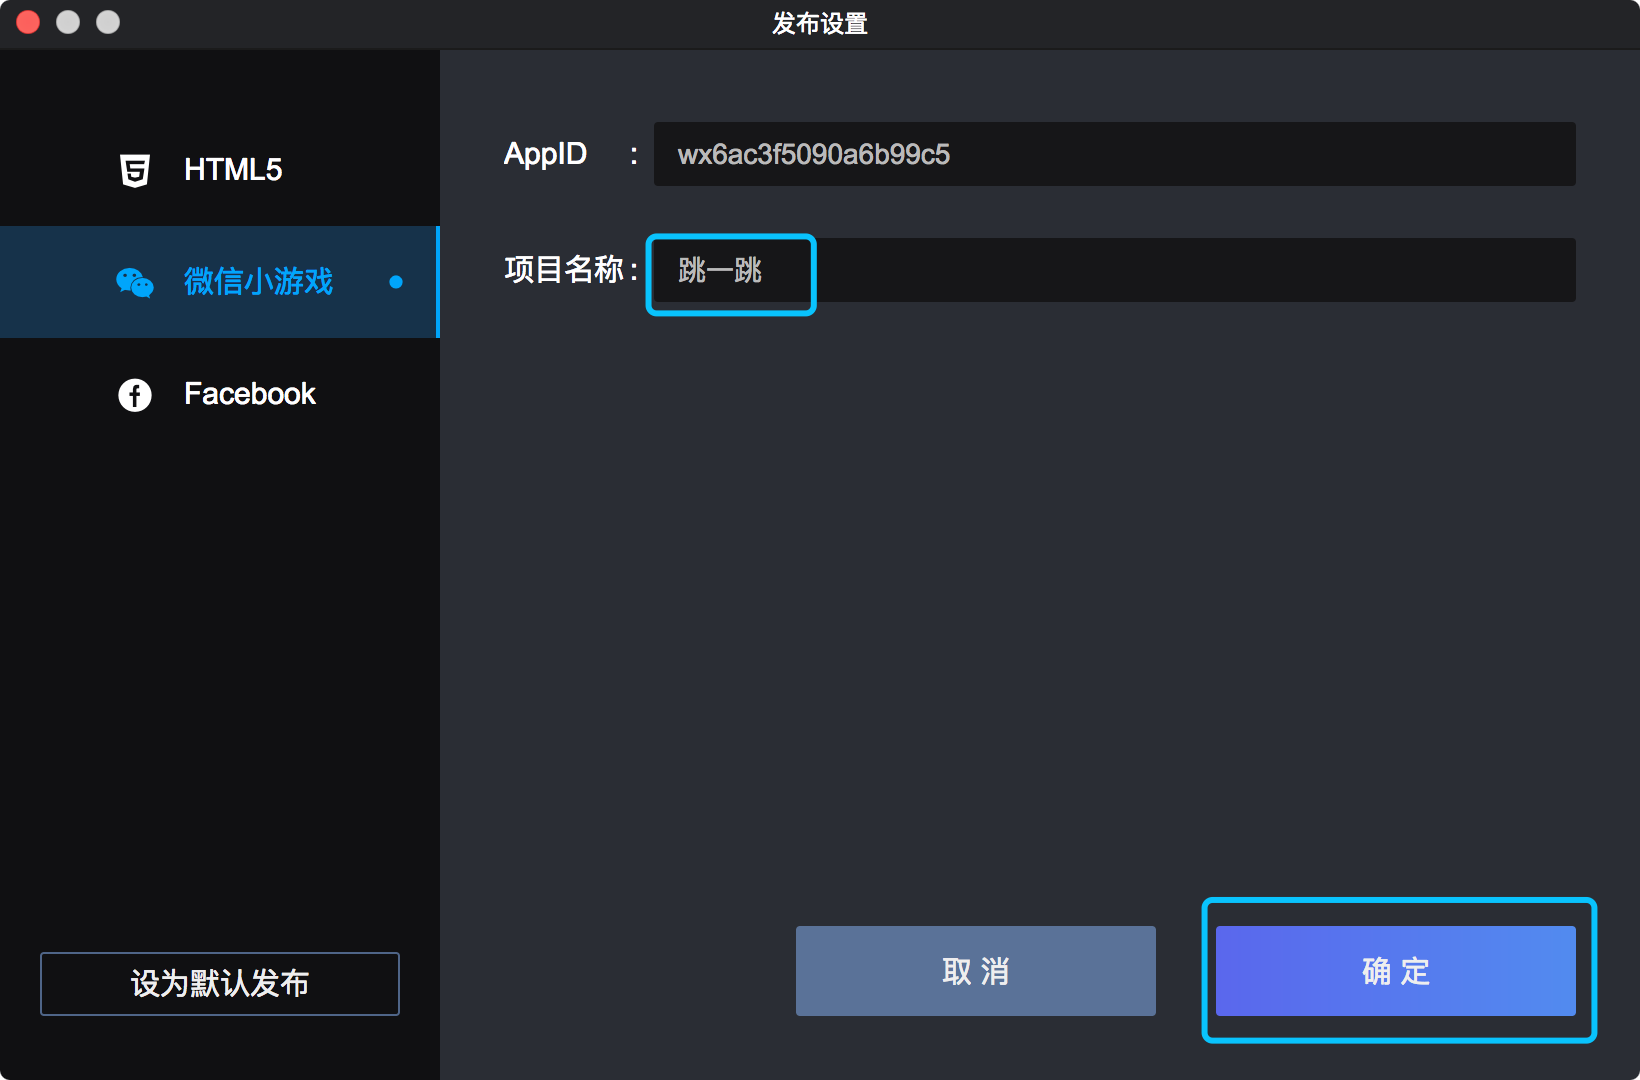 发布设置
HTML5
微信小游戏
Facebook
设为默认发布
AppID :
wx6ac3f5090a6b99c5
项目名称:
跳一跳
取 消
确 定